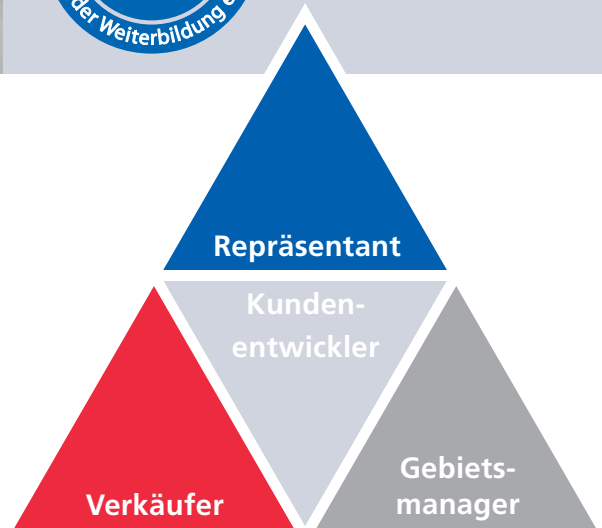 der Weiterbildung e
Repräsentant
Kunden-
entwickler
Gebiets-
Verkäufer
manager